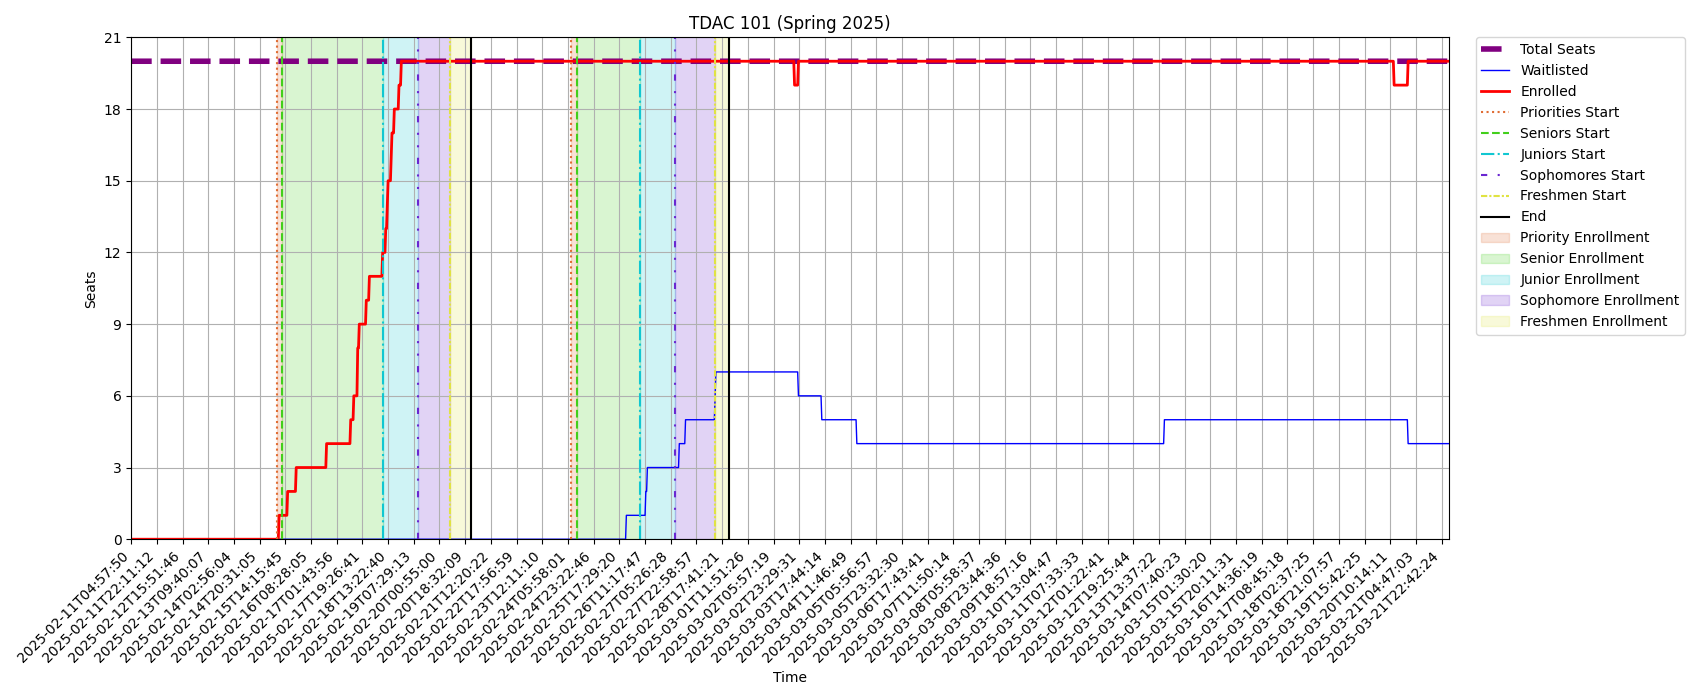 TDAC 101 (Spring 2025)
21
18
15
12
9
6
3
0
Seats
2025-02-11T04:57:50
2025-02-11T22:11:12
2025-02-12T15:51:46
2025-02-13T09:40:07
2025-02-14T02:56:04
2025-02-14T20:31:05
2025-02-15T14:15:45
2025-02-16T08:28:05
2025-02-17T01:43:56
2025-02-17T19:26:41
2025-02-18T13:22:40
2025-02-19T07:29:13
2025-02-20T00:55:00
2025-02-20T18:32:09
2025-02-21T12:20:22
2025-02-22T17:56:59
2025-02-23T12:11:10
2025-02-24T05:58:01
2025-02-24T23:22:46
2025-02-25T17:29:20
2025-02-26T11:17:47
2025-02-27T05:26:28
2025-02-27T22:58:57
2025-02-28T17:41:21
2025-03-01T11:51:26
2025-03-02T05:57:19
2025-03-02T23:29:31
2025-03-03T17:44:14
2025-03-04T11:46:49
2025-03-05T05:56:57
2025-03-05T23:32:30
2025-03-06T17:43:41
2025-03-07T11:50:14
2025-03-08T05:58:37
2025-03-08T23:44:36
2025-03-09T18:57:16
2025-03-10T13:04:47
2025-03-11T07:33:33
2025-03-12T01:22:41
2025-03-12T19:25:44
2025-03-13T13:37:22
2025-03-14T07:40:23
2025-03-15T01:30:20
2025-03-15T20:11:31
2025-03-16T14:36:19
2025-03-17T08:45:18
2025-03-18T02:37:25
2025-03-18T21:07:57
2025-03-19T15:42:25
2025-03-20T10:14:11
2025-03-21T04:47:03
2025-03-21T22:42:24
Time
Total Seats
Waitlisted
Enrolled
Priorities Start
Seniors Start
Juniors Start
Sophomores Start
Freshmen Start
End
Priority Enrollment
Senior Enrollment
Junior Enrollment
Sophomore Enrollment
Freshmen Enrollment